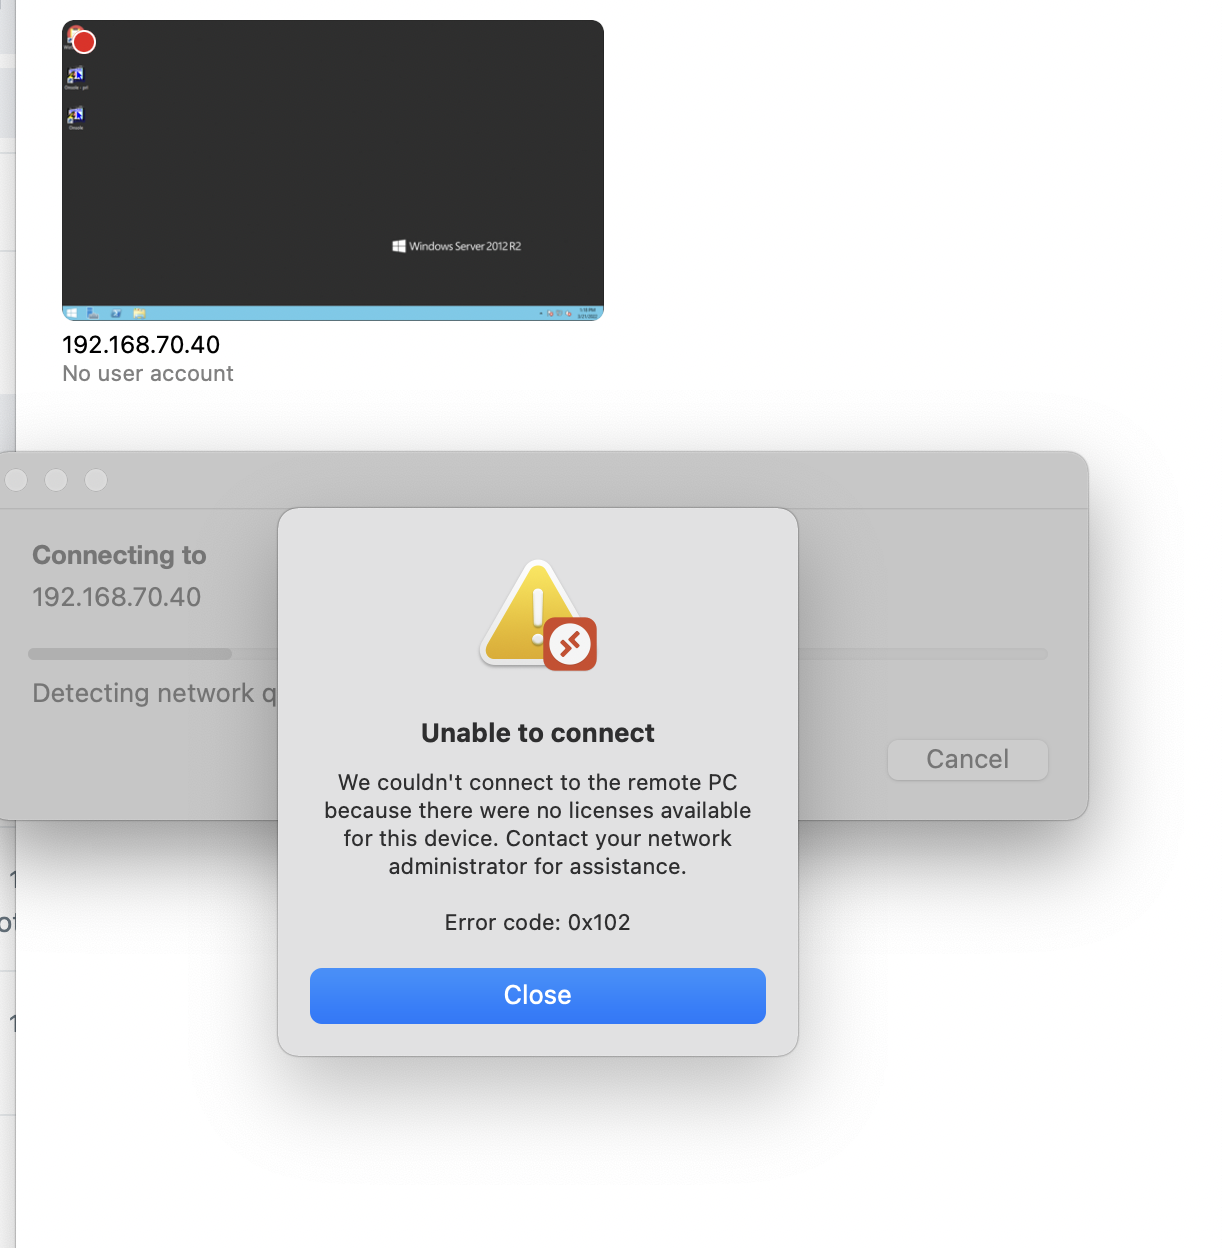 Windows Server 2012 R2
192.168.70.40
No user account
Connecting to
192.168.70.40
Detecting network q
Cancel
Unable to connect
We couldn't connect to the remote PC
because there were no licenses available
for this device. Contact your network
administrator for assistance.
Error code: 0x102
Close